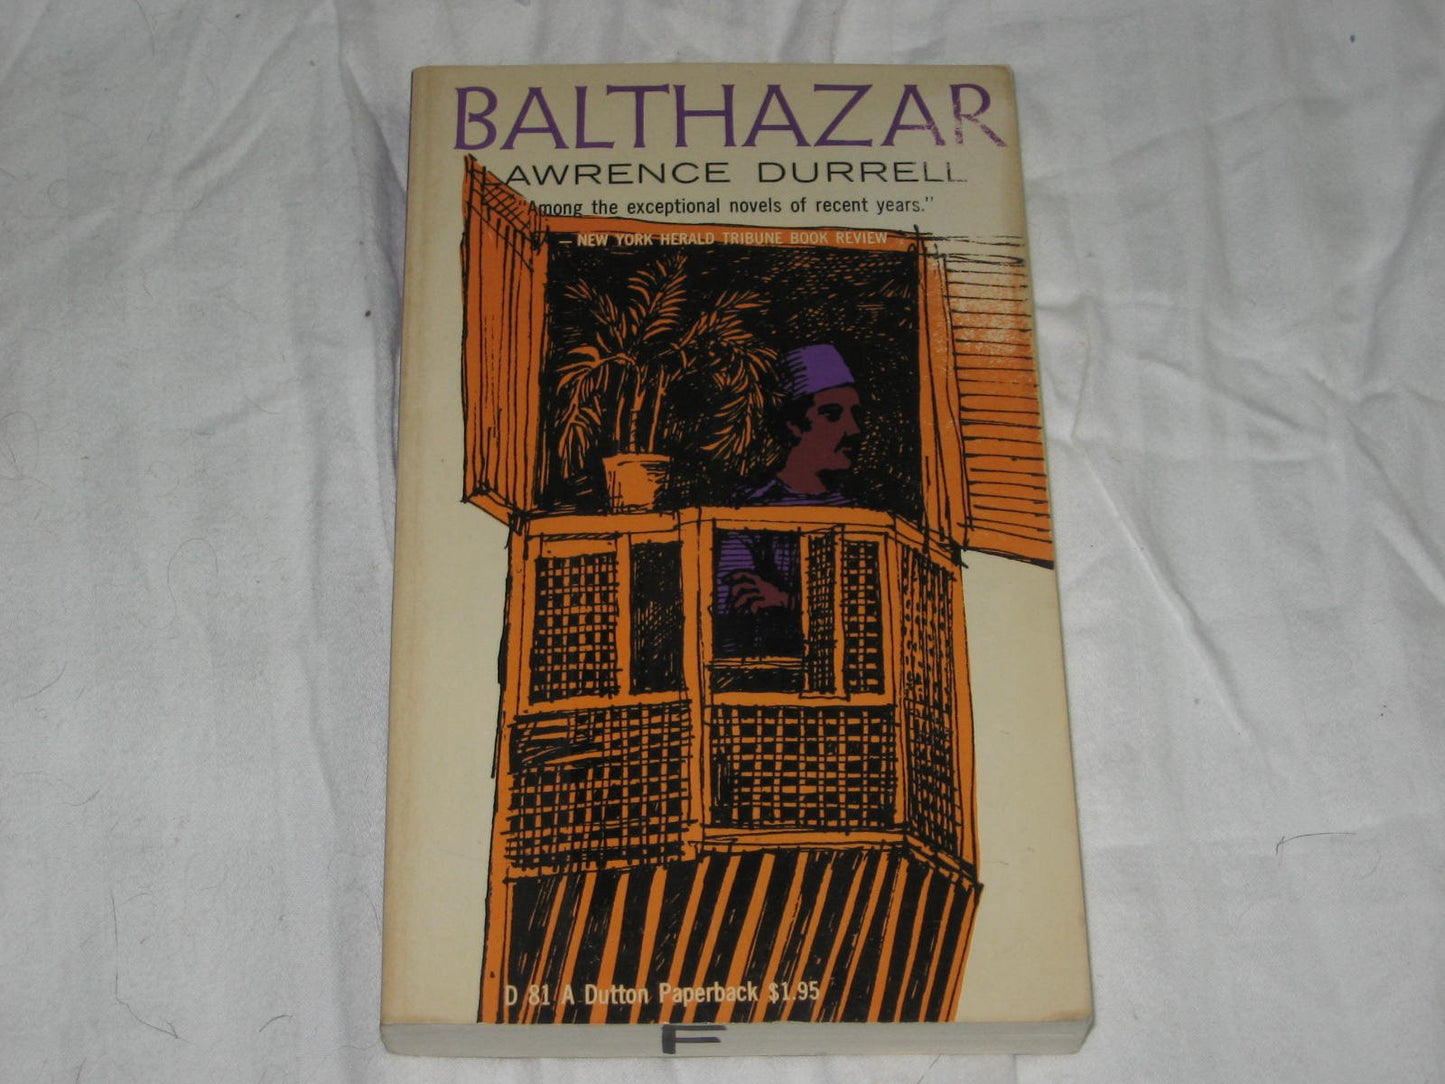 BALTHAZAR
LAWRENCE DURRELL
"Among the exceptional novels of recent years."
— NEW YORK HERALD TRIBUNE BOOK REVIEW
D 81 A Dutton Paperback $1.95
F